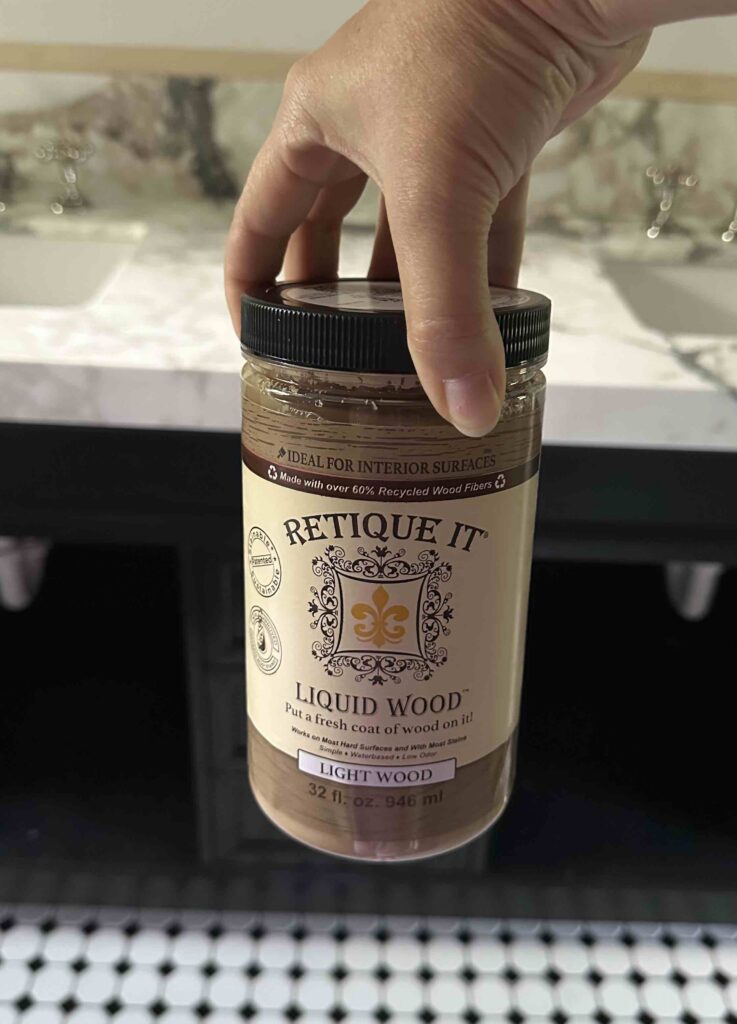 IDEAL FOR INTERIOR SURFACES
Made with over 60% Recycled Wood Fibers
RETIQUE IT®
Patented
Sustainable
LIQUID WOOD™
Put a fresh coat of wood on it!
Works on Most Hard Surfaces and With Most Stains
Simple • Waterbased • Low Odor
LIGHT WOOD
32 fl. oz. 946 ml